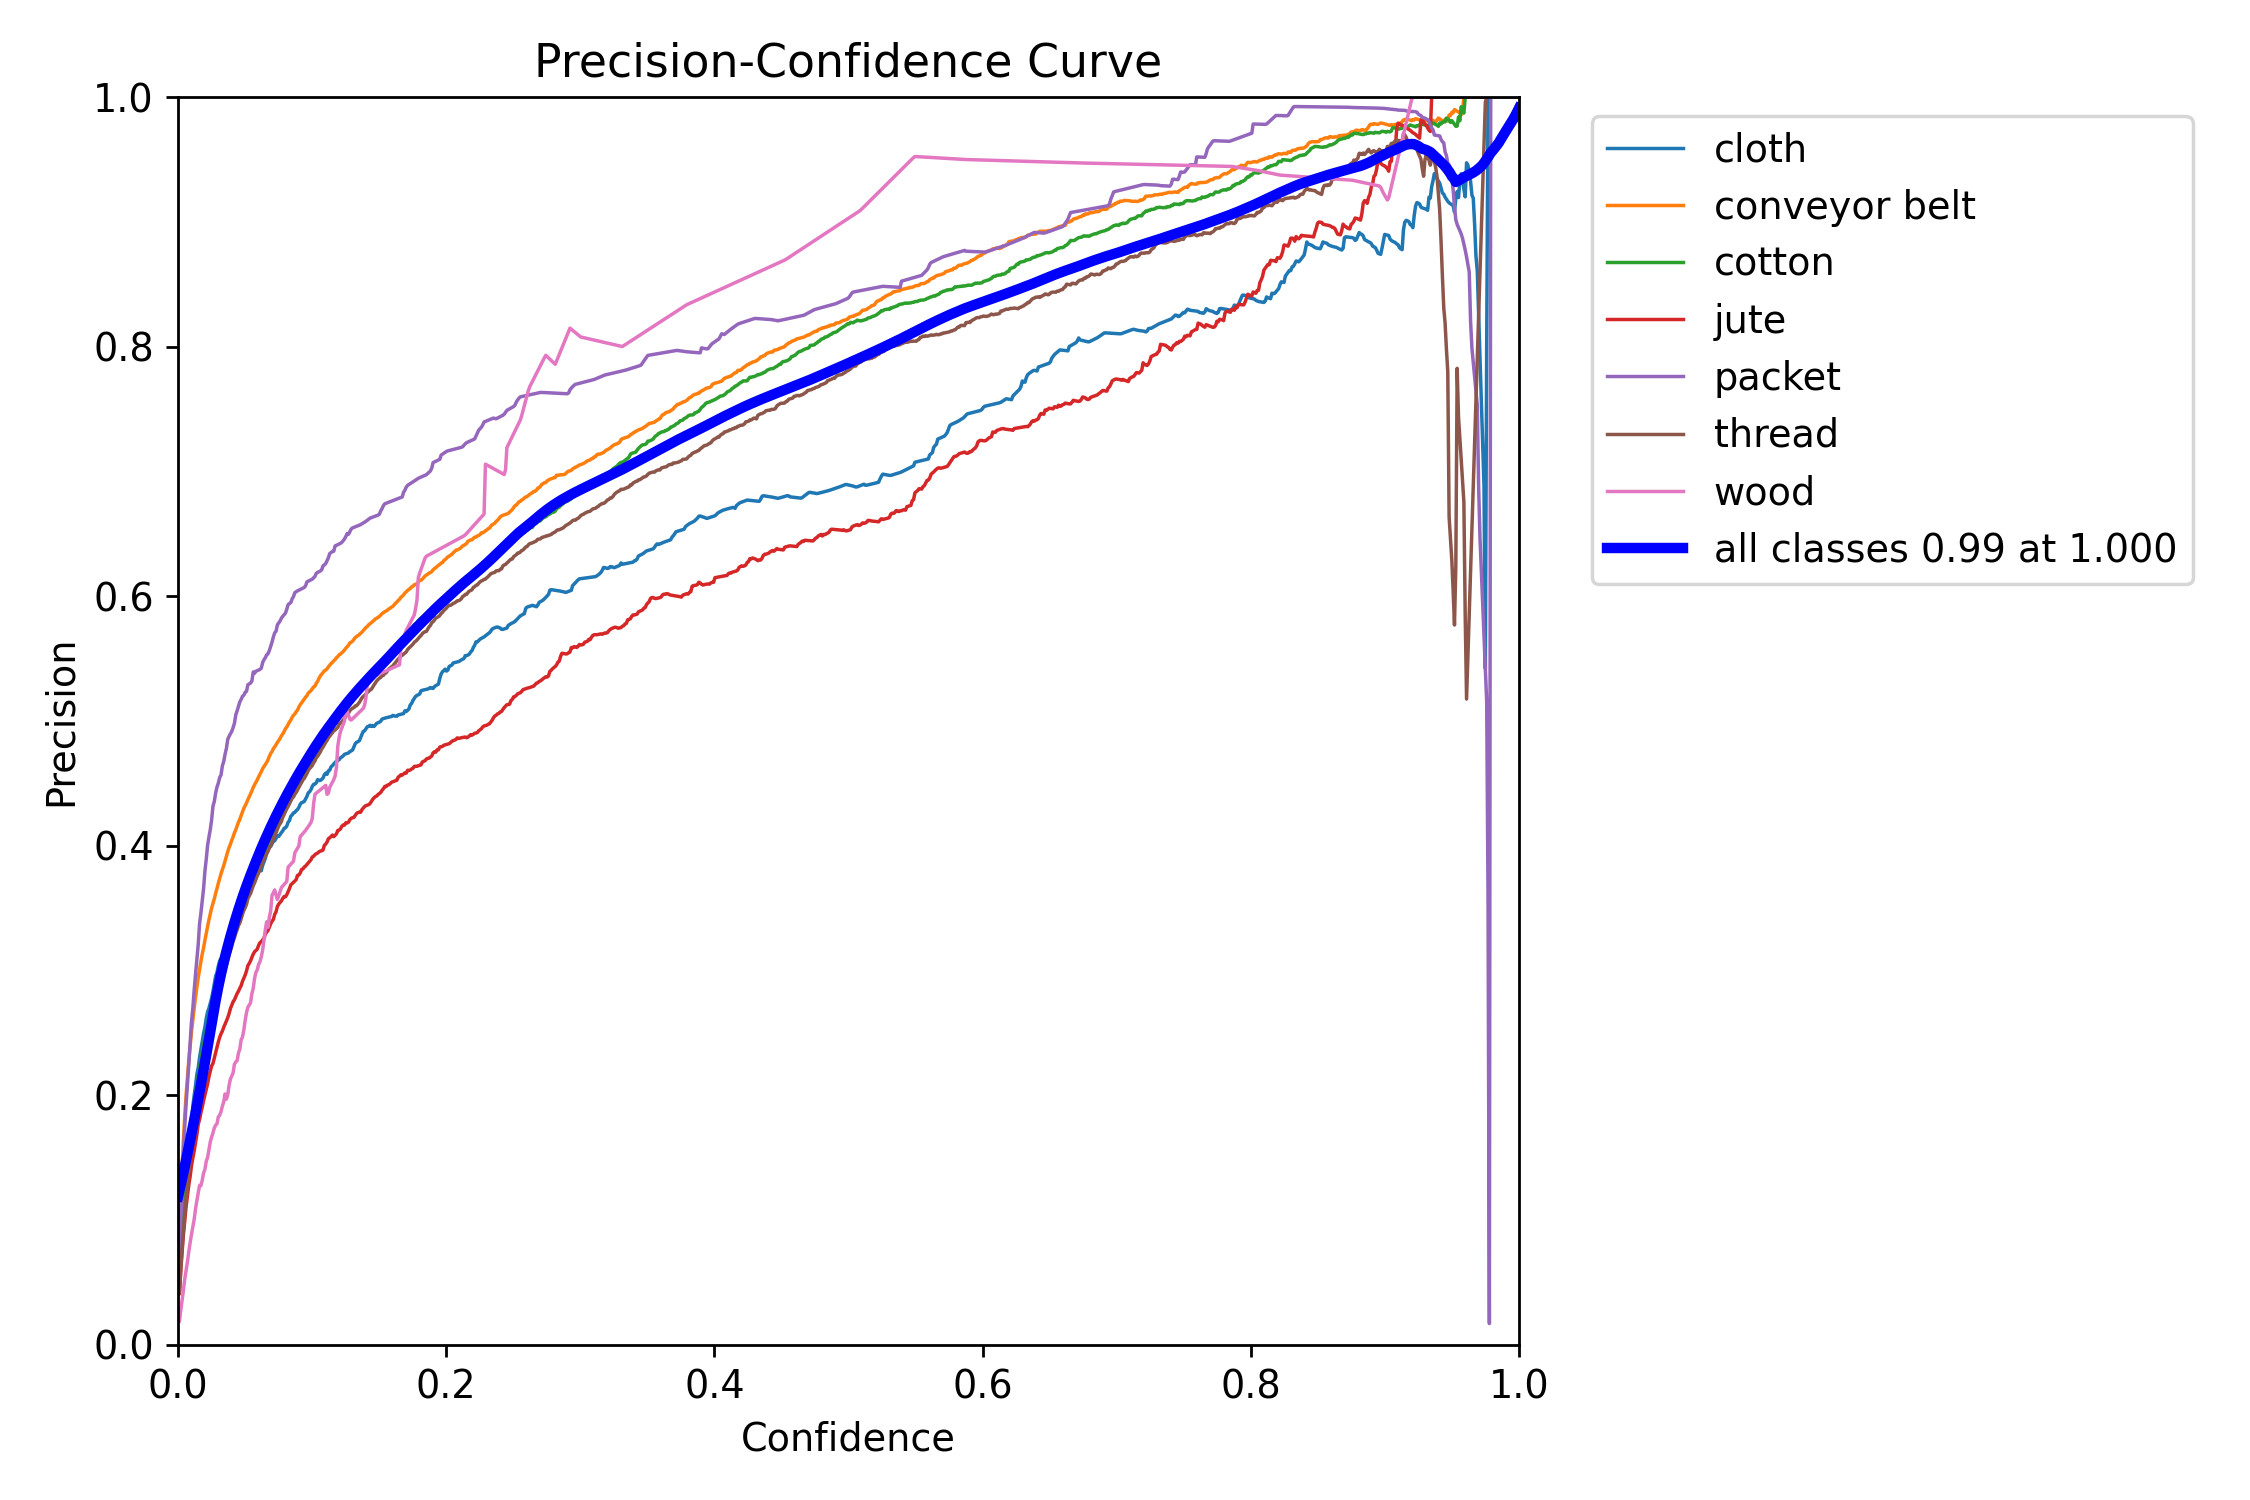 Precision-Confidence Curve
1.0
0.8
0.6
0.4
0.2
0.0
Precision
0.0 0.2 0.4 0.6 0.8 1.0
Confidence
cloth
conveyor belt
cotton
jute
packet
thread
wood
all classes 0.99 at 1.000